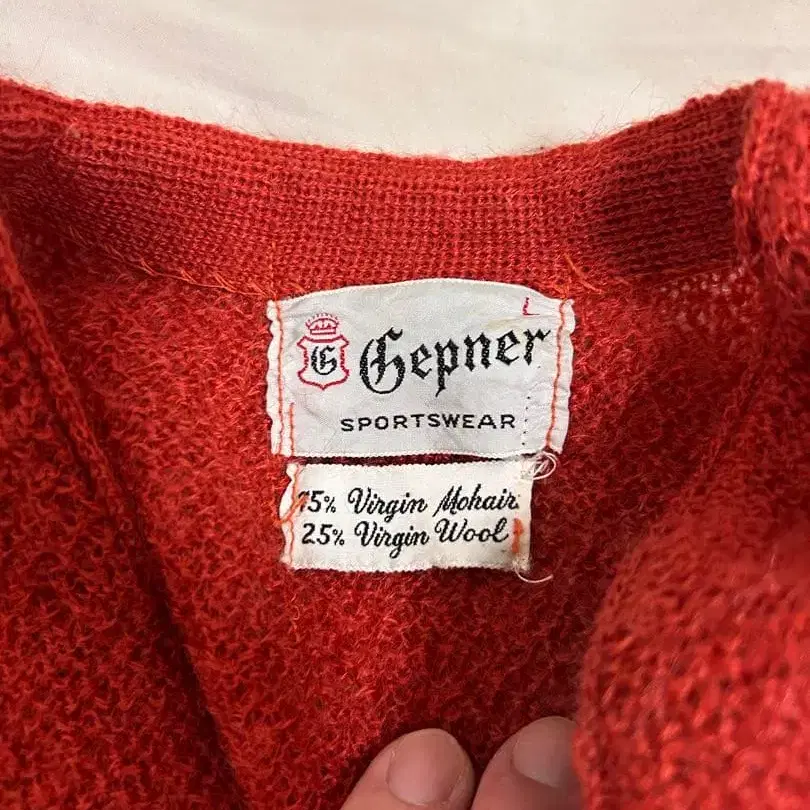 L
G Gepner
SPORTSWEAR
75% Virgin Mohair
25% Virgin Wool